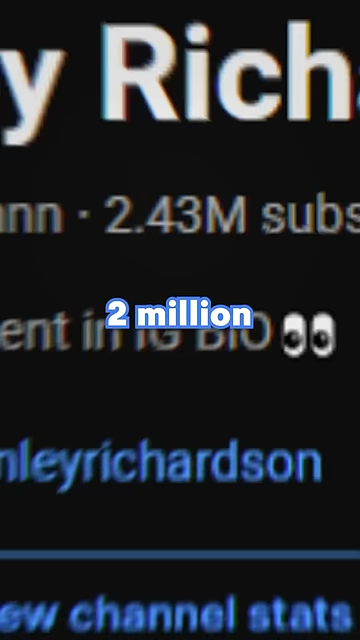 y Richa
nn · 2.43M subs
2 million
ent in IG BIO 👀
nleyrichardson
ew channel stats